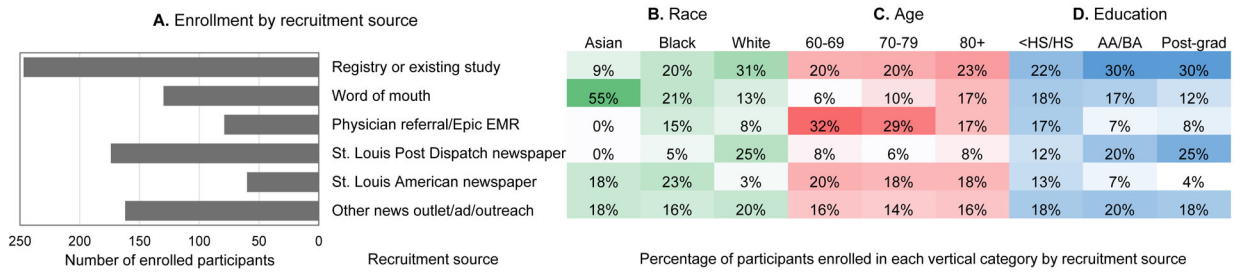 A. Enrollment by recruitment source
B. Race
C. Age
D. Education
Asian Black White 60-69 70-79 80+ <HS/HS AA/BA Post-grad
Registry or existing study 9% 20% 31% 20% 20% 23% 22% 30% 30%
Word of mouth 55% 21% 13% 6% 10% 17% 18% 17% 12%
Physician referral/Epic EMR 0% 15% 8% 32% 29% 17% 17% 7% 8%
St. Louis Post Dispatch newspaper 0% 5% 25% 8% 6% 8% 12% 20% 25%
St. Louis American newspaper 18% 23% 3% 20% 18% 18% 13% 7% 4%
Other news outlet/ad/outreach 18% 16% 20% 16% 14% 16% 18% 20% 18%
250 200 150 100 50 0
Number of enrolled participants
Recruitment source
Percentage of participants enrolled in each vertical category by recruitment source